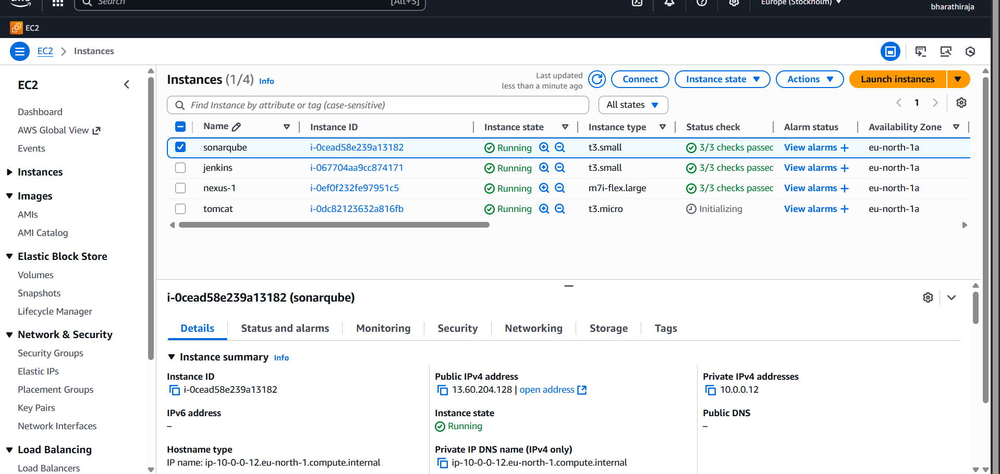 aws
Search
[Alt+S]
Europe (Stockholm)
bharathiraja
EC2
EC2
Instances
EC2
Dashboard
AWS Global View
Events
Instances
Images
AMIs
AMI Catalog
Elastic Block Store
Volumes
Snapshots
Lifecycle Manager
Network & Security
Security Groups
Elastic IPs
Placement Groups
Key Pairs
Network Interfaces
Load Balancing
Load Balancers
Instances (1/4) Info
Last updated
less than a minute ago
Connect
Instance state
Actions
Launch instances
Find Instance by attribute or tag (case-sensitive)
All states
1
Name Instance ID Instance state Instance type Status check Alarm status Availability Zone
sonarqube i-0cead58e239a13182 Running t3.small 3/3 checks passed View alarms + eu-north-1a
jenkins i-067704aa9cc874171 Running t3.small 3/3 checks passed View alarms + eu-north-1a
nexus-1 i-0ef0f232fe97951c5 Running m7i-flex.large 3/3 checks passed View alarms + eu-north-1a
tomcat i-0dc82123632a816fb Running t3.micro Initializing View alarms + eu-north-1a
i-0cead58e239a13182 (sonarqube)
Details Status and alarms Monitoring Security Networking Storage Tags
Instance summary Info
Instance ID
i-0cead58e239a13182
Public IPv4 address
13.60.204.128 | open address
Private IPv4 addresses
10.0.0.12
IPv6 address
–
Instance state
Running
Public DNS
–
Hostname type
IP name: ip-10-0-0-12.eu-north-1.compute.internal
Private IP DNS name (IPv4 only)
ip-10-0-0-12.eu-north-1.compute.internal